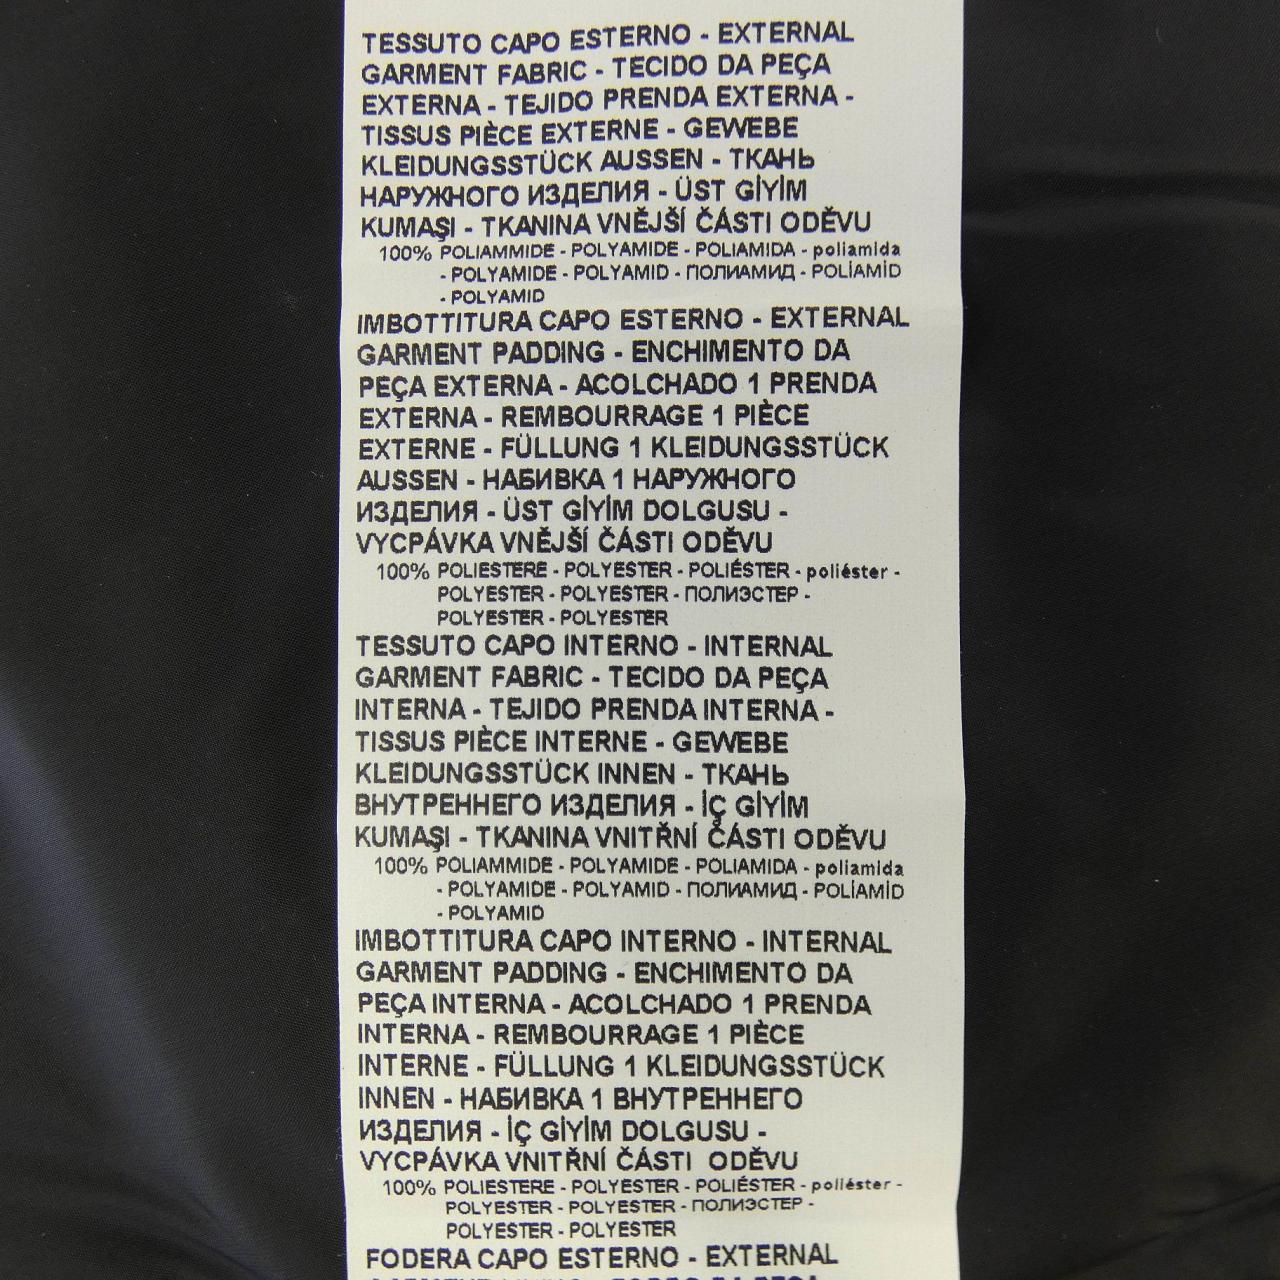 TESSUTO CAPO ESTERNO - EXTERNAL
GARMENT FABRIC - TECIDO DA PEÇA
EXTERNA - TEJIDO PRENDA EXTERNA -
TISSUS PIÈCE EXTERNE - GEWEBE
KLEIDUNGSSTÜCK AUSSEN - ТКАНЬ
НАРУЖНОГО ИЗДЕЛИЯ - ÜST GİYİM
KUMAŞI - TKANINA VNĚJŠÍ ČÁSTI ODĚVU
100% POLIAMMIDE - POLYAMIDE - POLIAMIDA - poliamida
- POLYAMIDE - POLYAMID - ПОЛИАМИД - POLİAMİD
- POLYAMID
IMBOTTITURA CAPO ESTERNO - EXTERNAL
GARMENT PADDING - ENCHIMENTO DA
PEÇA EXTERNA - ACOLCHADO 1 PRENDA
EXTERNA - REMBOURRAGE 1 PIÈCE
EXTERNE - FÜLLUNG 1 KLEIDUNGSSTÜCK
AUSSEN - НАБИВКА 1 НАРУЖНОГО
ИЗДЕЛИЯ - ÜST GİYİM DOLGUSU -
VYCPÁVKA VNĚJŠÍ ČÁSTI ODĚVU
100% POLIESTERE - POLYESTER - POLIÉSTER - poliéster -
POLYESTER - POLYESTER - ПОЛИЭСТЕР -
POLYESTER - POLYESTER
TESSUTO CAPO INTERNO - INTERNAL
GARMENT FABRIC - TECIDO DA PEÇA
INTERNA - TEJIDO PRENDA INTERNA -
TISSUS PIÈCE INTERNE - GEWEBE
KLEIDUNGSSTÜCK INNEN - ТКАНЬ
ВНУТРЕННЕГО ИЗДЕЛИЯ - İÇ GİYİM
KUMAŞI - TKANINA VNITŘNÍ ČÁSTI ODĚVU
100% POLIAMMIDE - POLYAMIDE - POLIAMIDA - poliamida
- POLYAMIDE - POLYAMID - ПОЛИАМИД - POLİAMİD
- POLYAMID
IMBOTTITURA CAPO INTERNO - INTERNAL
GARMENT PADDING - ENCHIMENTO DA
PEÇA INTERNA - ACOLCHADO 1 PRENDA
INTERNA - REMBOURRAGE 1 PIÈCE
INTERNE - FÜLLUNG 1 KLEIDUNGSSTÜCK
INNEN - НАБИВКА 1 ВНУТРЕННЕГО
ИЗДЕЛИЯ - İÇ GİYİM DOLGUSU -
VYCPÁVKA VNITŘNÍ ČÁSTI ODĚVU
100% POLIESTERE - POLYESTER - POLIÉSTER - poliéster -
POLYESTER - POLYESTER - ПОЛИЭСТЕР -
POLYESTER - POLYESTER
FODERA CAPO ESTERNO - EXTERNAL